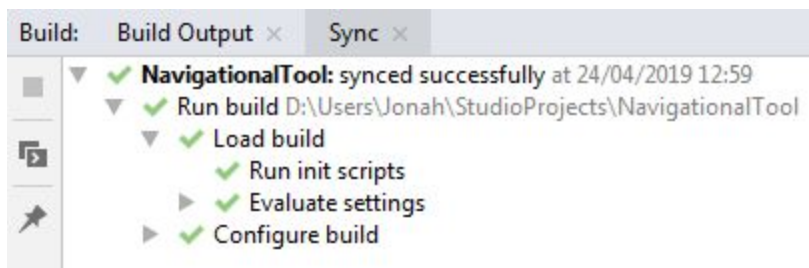 Build: Build Output × Sync ×
NavigationalTool: synced successfully at 24/04/2019 12:59
Run build D:\Users\Jonah\StudioProjects\NavigationalTool
Load build
Run init scripts
Evaluate settings
Configure build